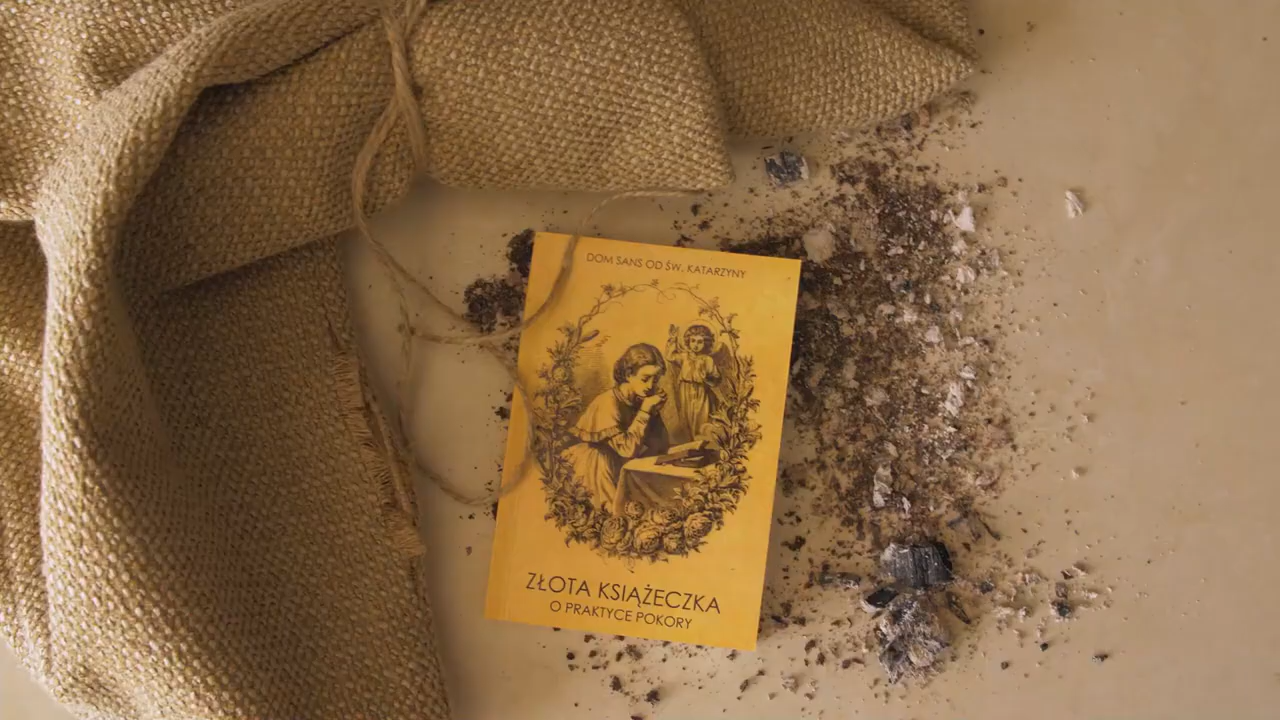 DOM SANS OD ŚW. KATARZYNY
ZŁOTA KSIĄŻECZKA
O PRAKTYCE POKORY